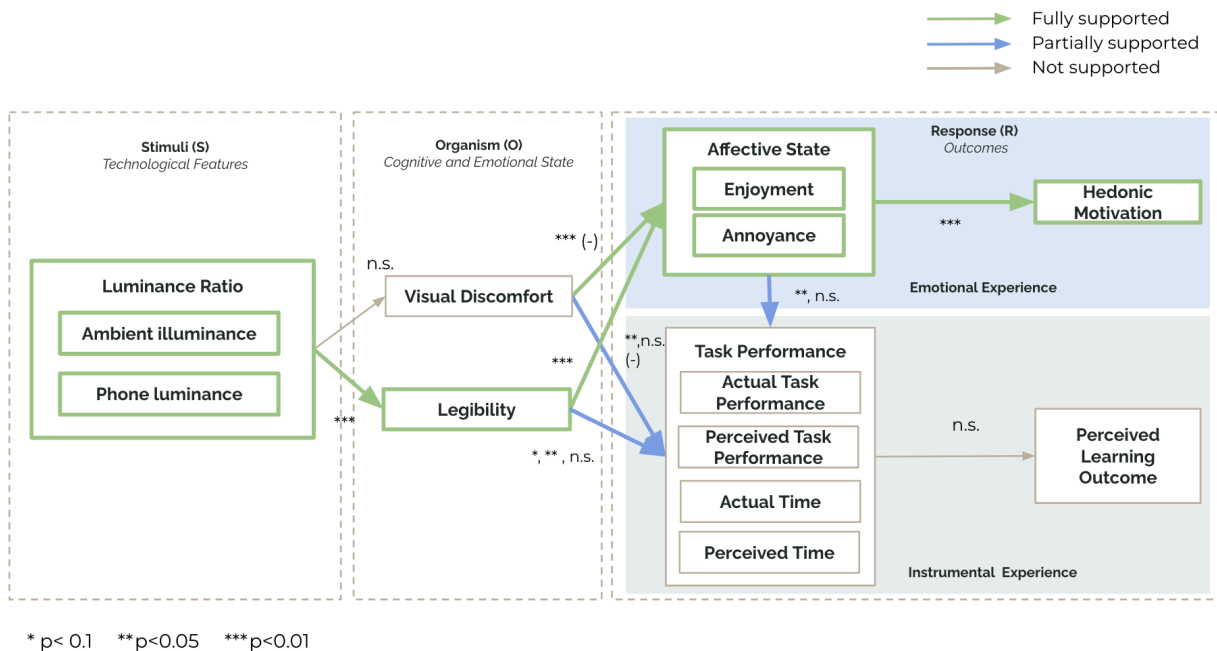 Fully supported
Partially supported
Not supported
Stimuli (S)
Technological Features
Organism (O)
Cognitive and Emotional State
Response (R)
Outcomes
Affective State
Enjoyment
Annoyance
Hedonic
Motivation
***
*** (-)
n.s.
Luminance Ratio
Ambient illuminance
Phone luminance
Visual Discomfort
**, n.s.
Emotional Experience
**,n.s.
(-)
***
Legibility
***
*, ** , n.s.
Task Performance
Actual Task
Performance
Perceived Task
Performance
Actual Time
Perceived Time
n.s.
Perceived
Learning
Outcome
Instrumental Experience
* p< 0.1 **p<0.05 ***p<0.01